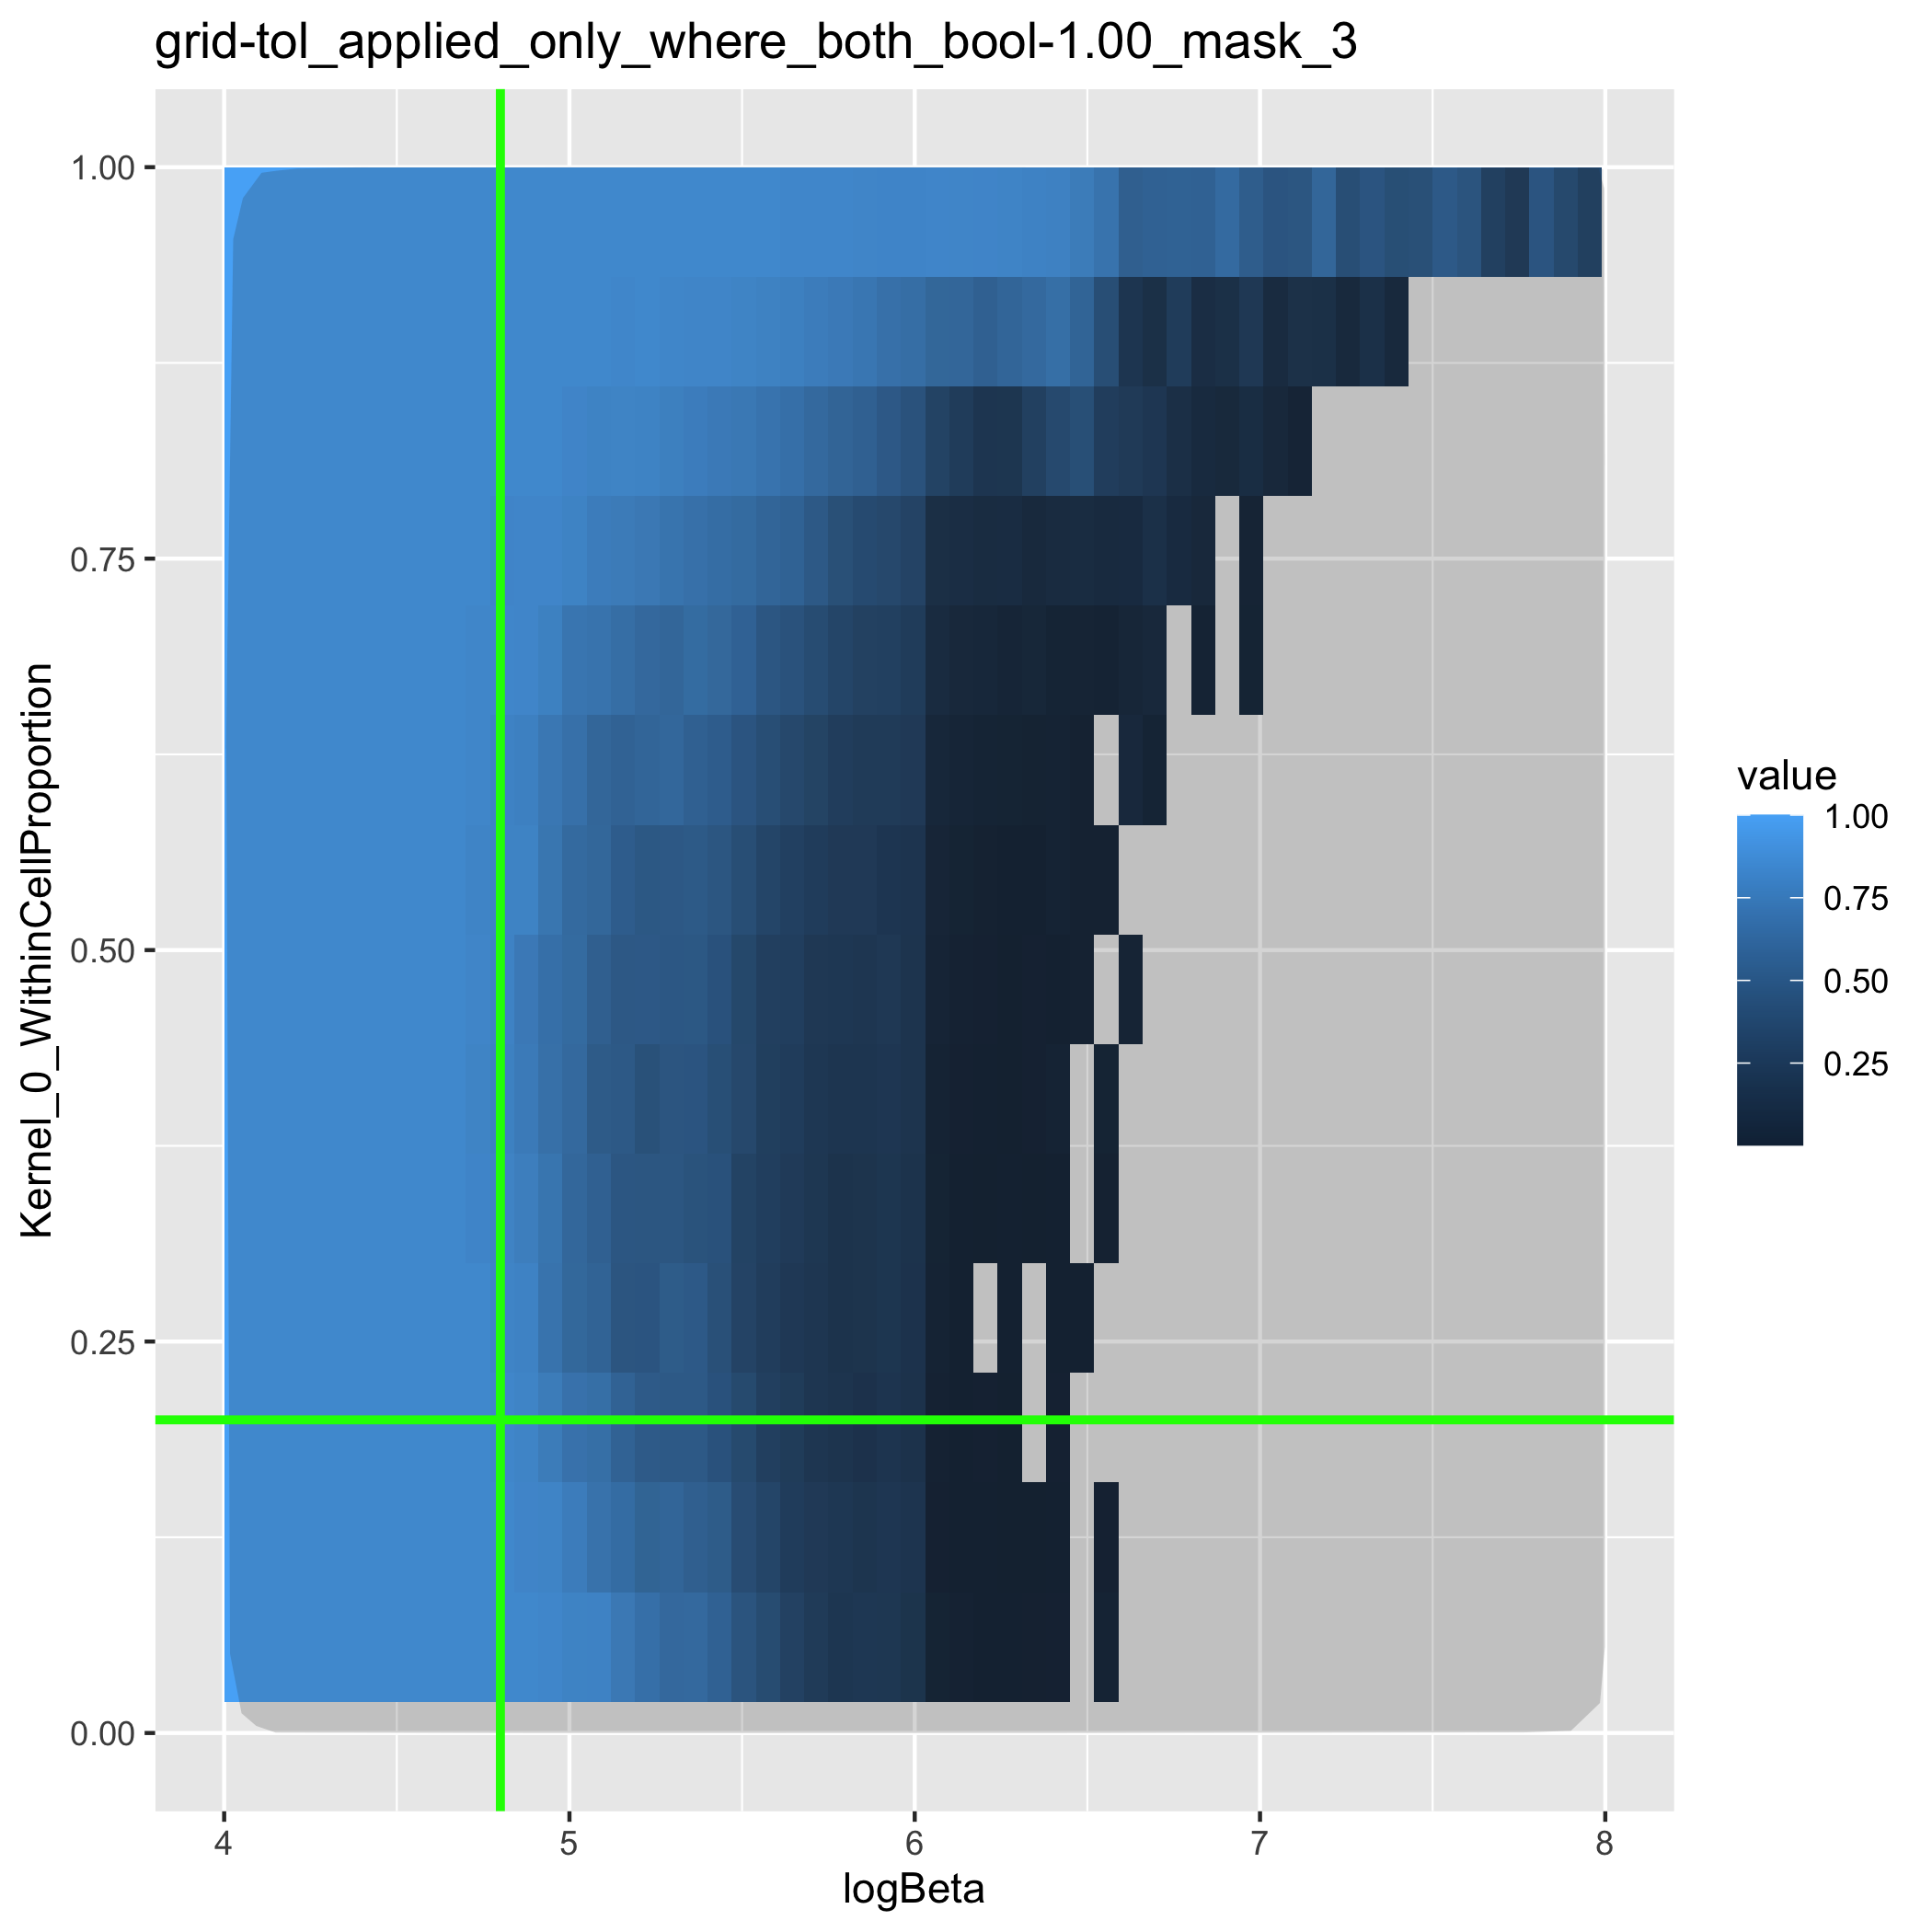 grid-tol_applied_only_where_both_bool-1.00_mask_3
1.00
0.75
0.50
0.25
0.00
Kernel_0_WithinCellProportion
4 5 6 7 8
logBeta
value
1.00
0.75
0.50
0.25